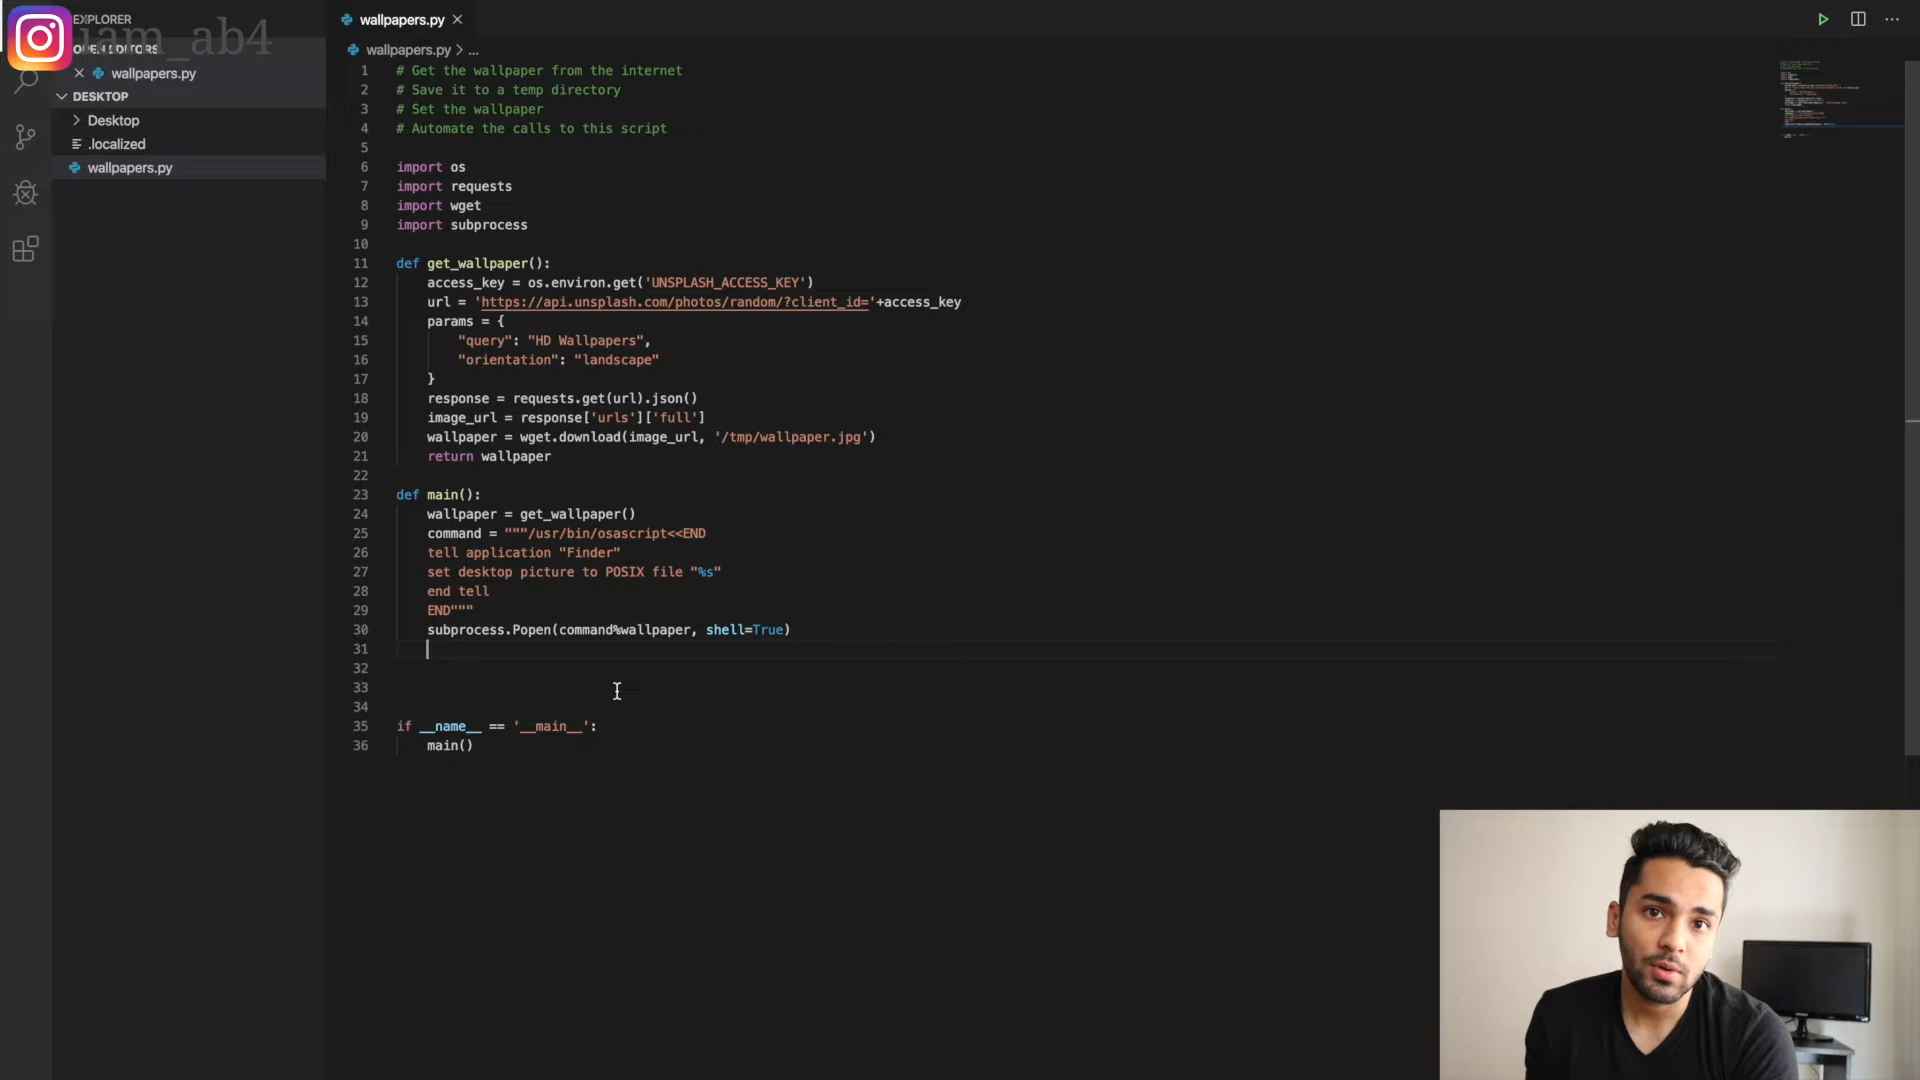 EXPLORER
iam_ab4
OPEN EDITORS
wallpapers.py
DESKTOP
Desktop
.localized
wallpapers.py
wallpapers.py
wallpapers.py > ...
1 # Get the wallpaper from the internet
2 # Save it to a temp directory
3 # Set the wallpaper
4 # Automate the calls to this script
5
6 import os
7 import requests
8 import wget
9 import subprocess
10
11 def get_wallpaper():
12 access_key = os.environ.get('UNSPLASH_ACCESS_KEY')
13 url = 'https://api.unsplash.com/photos/random/?client_id='+access_key
14 params = {
15 "query": "HD Wallpapers",
16 "orientation": "landscape"
17 }
18 response = requests.get(url).json()
19 image_url = response['urls']['full']
20 wallpaper = wget.download(image_url, '/tmp/wallpaper.jpg')
21 return wallpaper
22
23 def main():
24 wallpaper = get_wallpaper()
25 command = """/usr/bin/osascript<<END
26 tell application "Finder"
27 set desktop picture to POSIX file "%s"
28 end tell
29 END"""
30 subprocess.Popen(command%wallpaper, shell=True)
31
32
33
34
35 if __name__ == '__main__':
36 main()